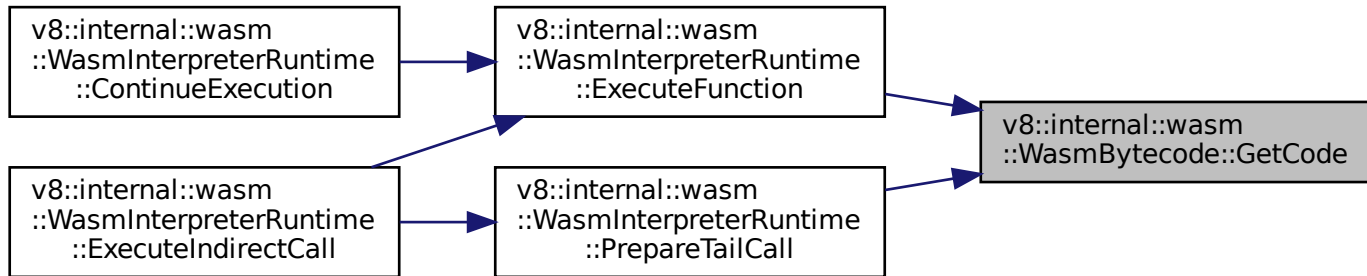 v8::internal::wasm
::WasmInterpreterRuntime
::ContinueExecution
v8::internal::wasm
::WasmInterpreterRuntime
::ExecuteFunction
v8::internal::wasm
::WasmBytecode::GetCode
v8::internal::wasm
::WasmInterpreterRuntime
::ExecuteIndirectCall
v8::internal::wasm
::WasmInterpreterRuntime
::PrepareTailCall